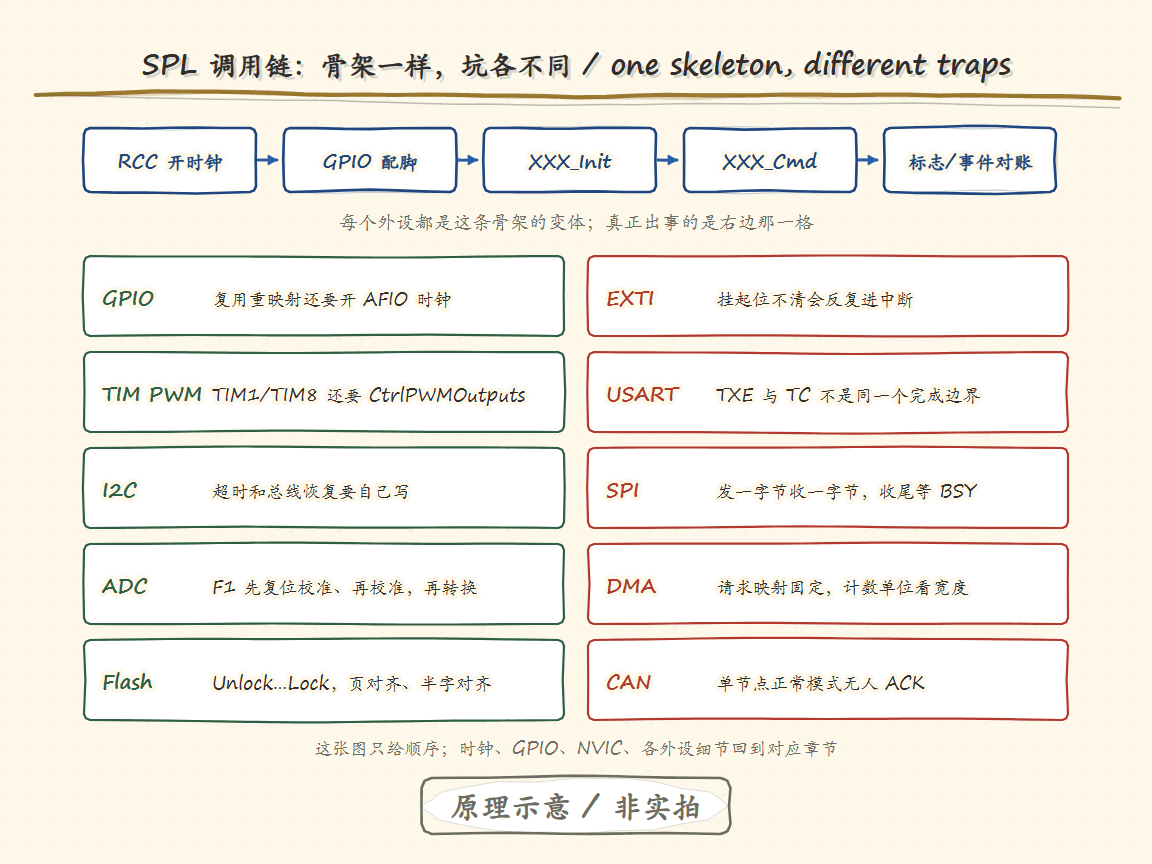 SPL 调用链：骨架一样，坑各不同 / one skeleton, different traps
RCC 开时钟
GPIO 配脚
XXX_Init
XXX_Cmd
标志/事件对账
每个外设都是这条骨架的变体；真正出事的是右边那一格
GPIO 复用重映射还要开 AFIO 时钟
EXTI 挂起位不清会反复进中断
TIM PWM TIM1/TIM8 还要 CtrlPWMOutputs
USART TXE 与 TC 不是同一个完成边界
I2C 超时和总线恢复要自己写
SPI 发一字节收一字节，收尾等 BSY
ADC F1 先复位校准、再校准，再转换
DMA 请求映射固定，计数单位看宽度
Flash Unlock...Lock，页对齐、半字对齐
CAN 单节点正常模式无人 ACK
这张图只给顺序；时钟、GPIO、NVIC、各外设细节回到对应章节
原理示意 / 非实拍